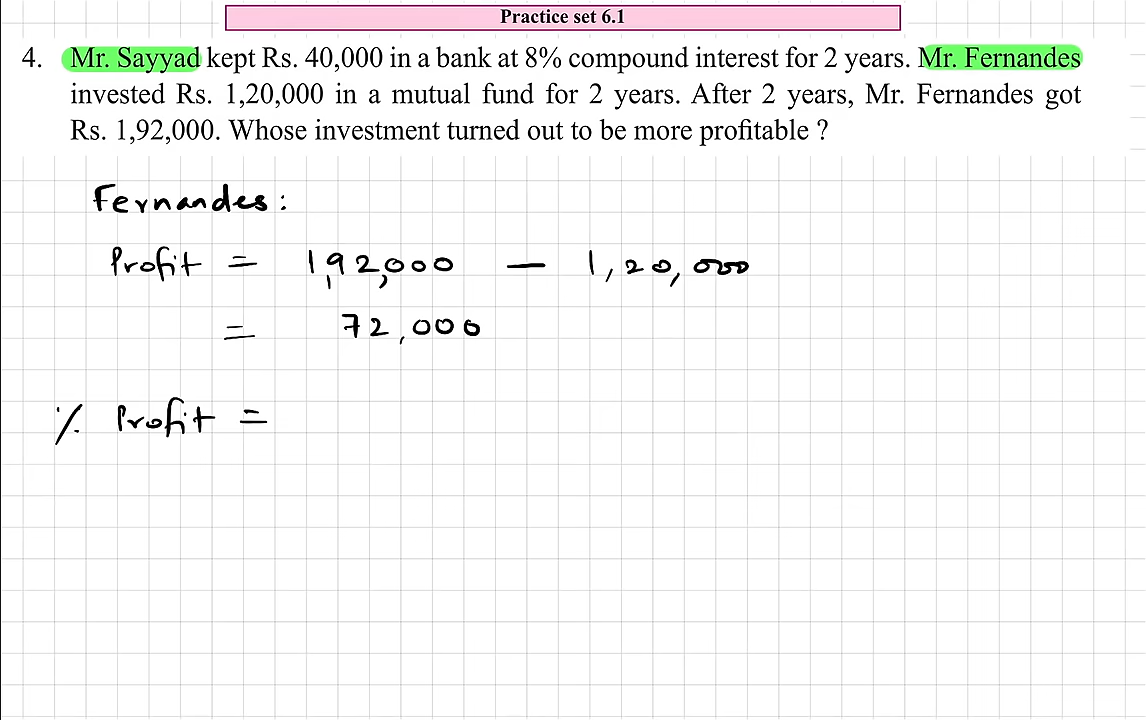 Practice set 6.1
4. Mr. Sayyad kept Rs. 40,000 in a bank at 8% compound interest for 2 years. Mr. Fernandes
invested Rs. 1,20,000 in a mutual fund for 2 years. After 2 years, Mr. Fernandes got
Rs. 1,92,000. Whose investment turned out to be more profitable ?
Fernandes :
Profit = 1,92,000 — 1,20,000
= 72,000
% Profit =